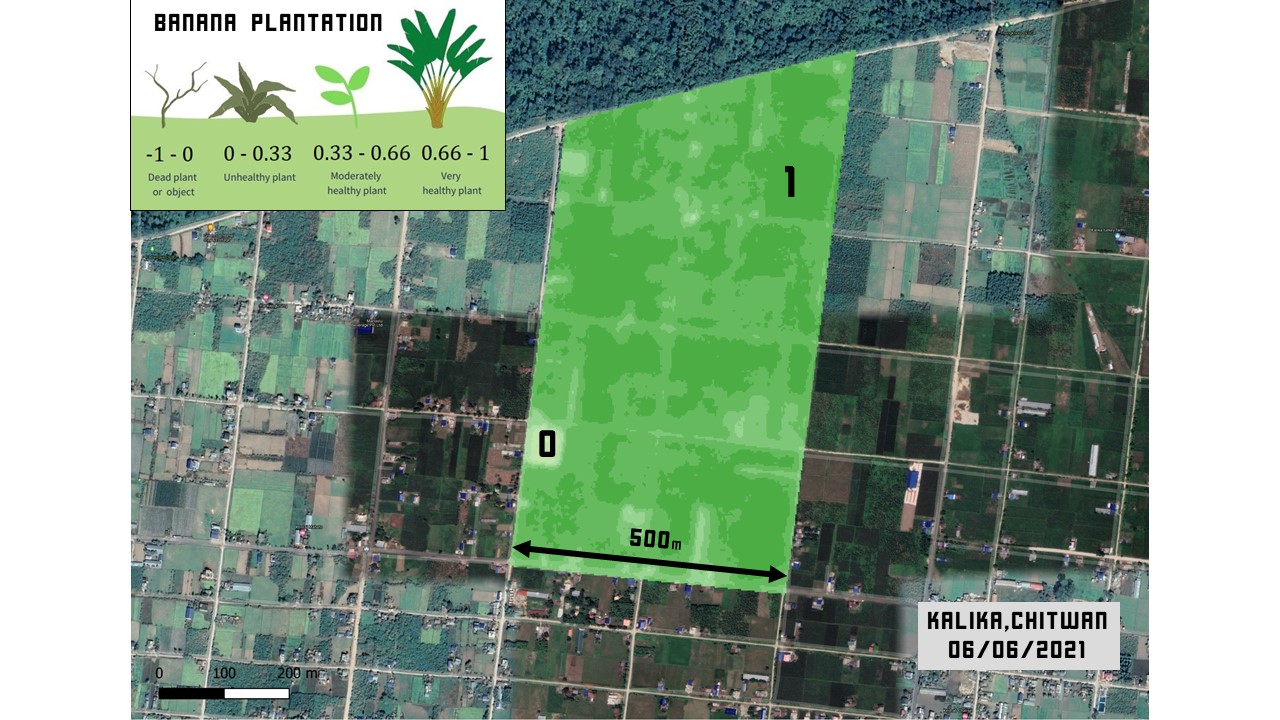 BANANA PLANTATION
-1 - 0
0 - 0.33
0.33 - 0.66
0.66 - 1
Dead plant
or object
Unhealthy plant
Moderately
healthy plant
Very
healthy plant
1
0
500m
KALIKA,CHITWAN
06/06/2021
0 100 200 m